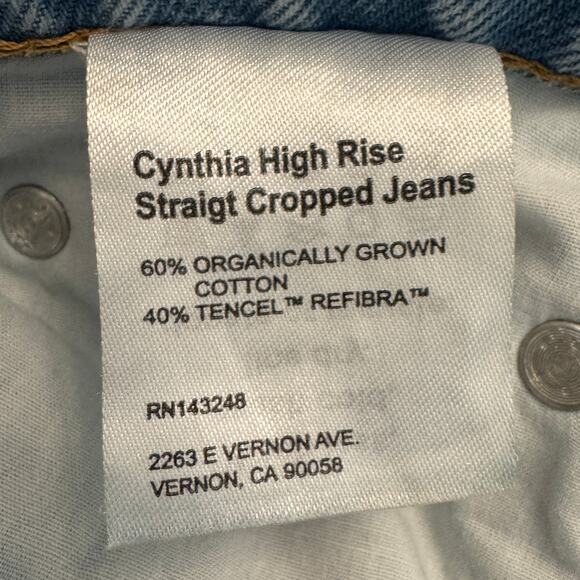 Cynthia High Rise
Straigt Cropped Jeans
60% ORGANICALLY GROWN
COTTON
40% TENCEL™ REFIBRA™
RN143248
2263 E VERNON AVE.
VERNON, CA 90058